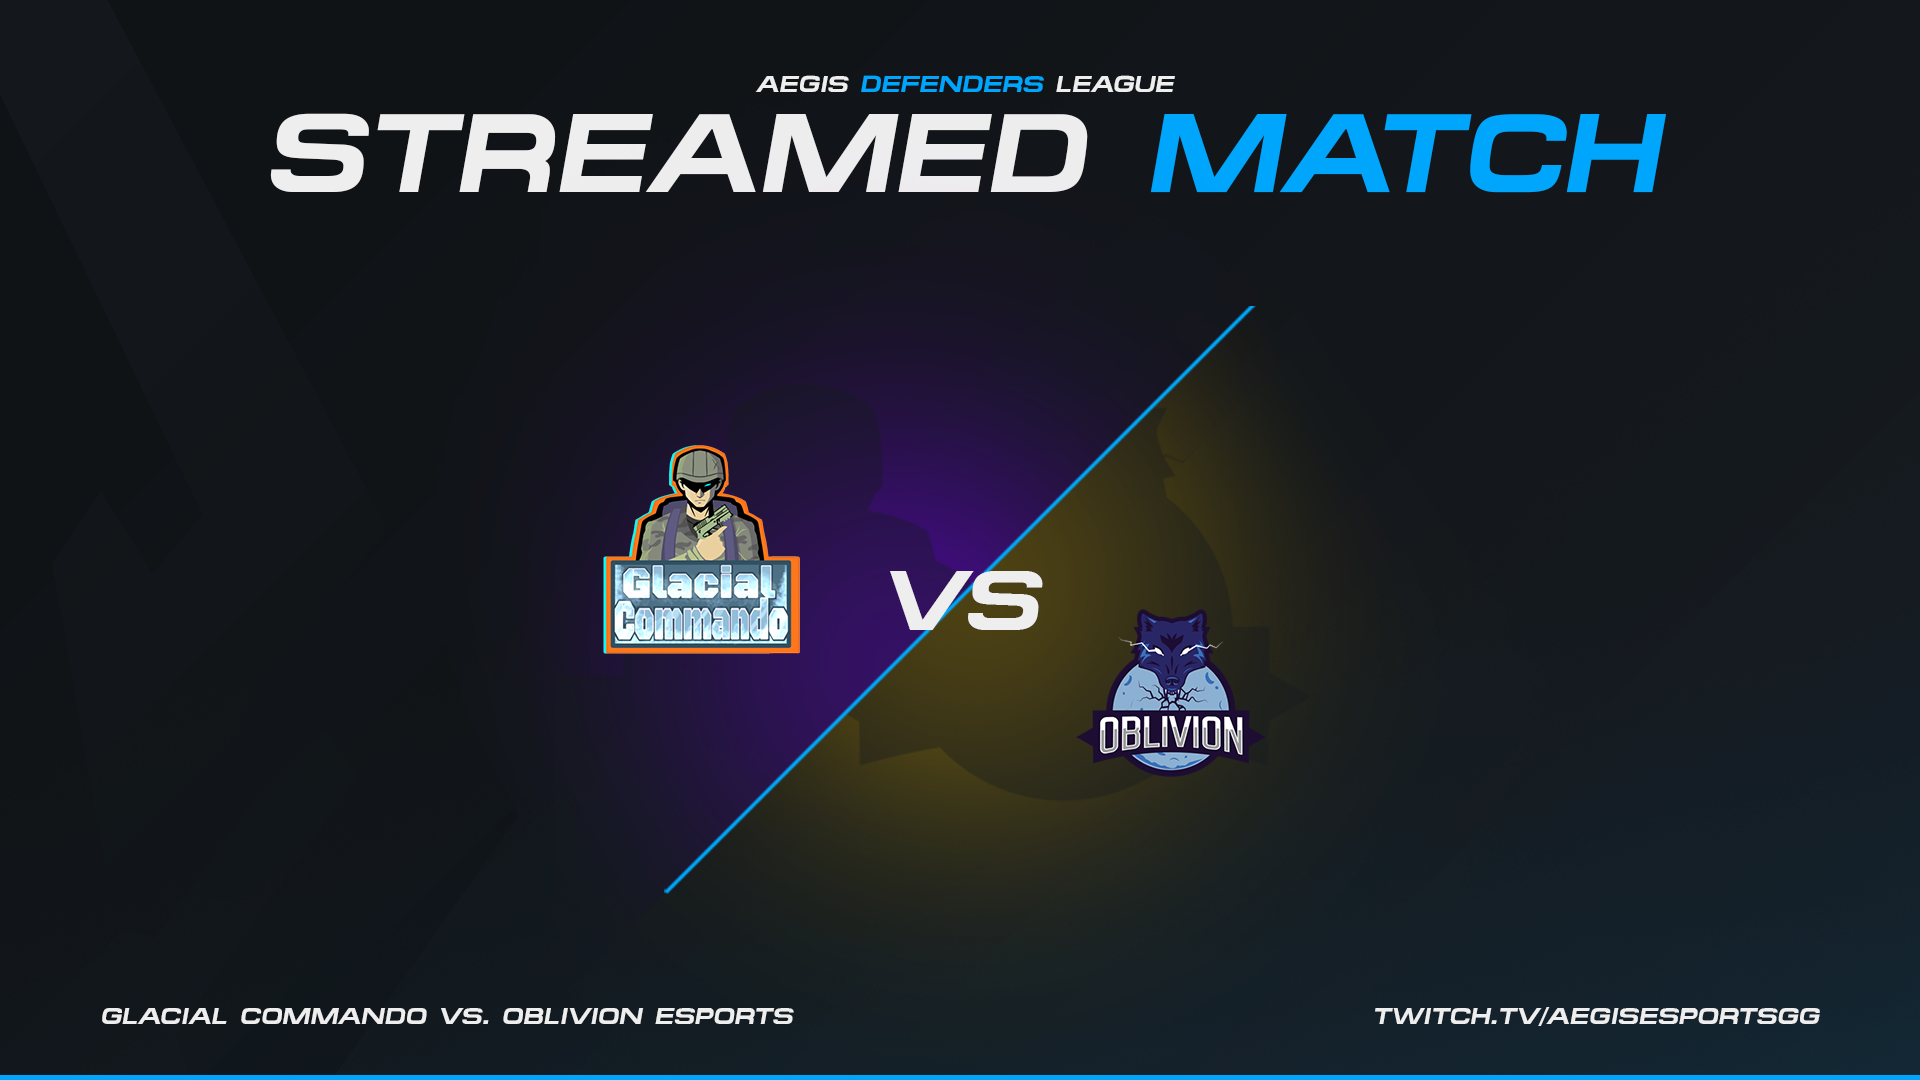 AEGIS DEFENDERS LEAGUE
STREAMED MATCH
Glacial
Commando
VS
OBLIVION
GLACIAL COMMANDO VS. OBLIVION ESPORTS
TWITCH.TV/AEGISESPORTSGG